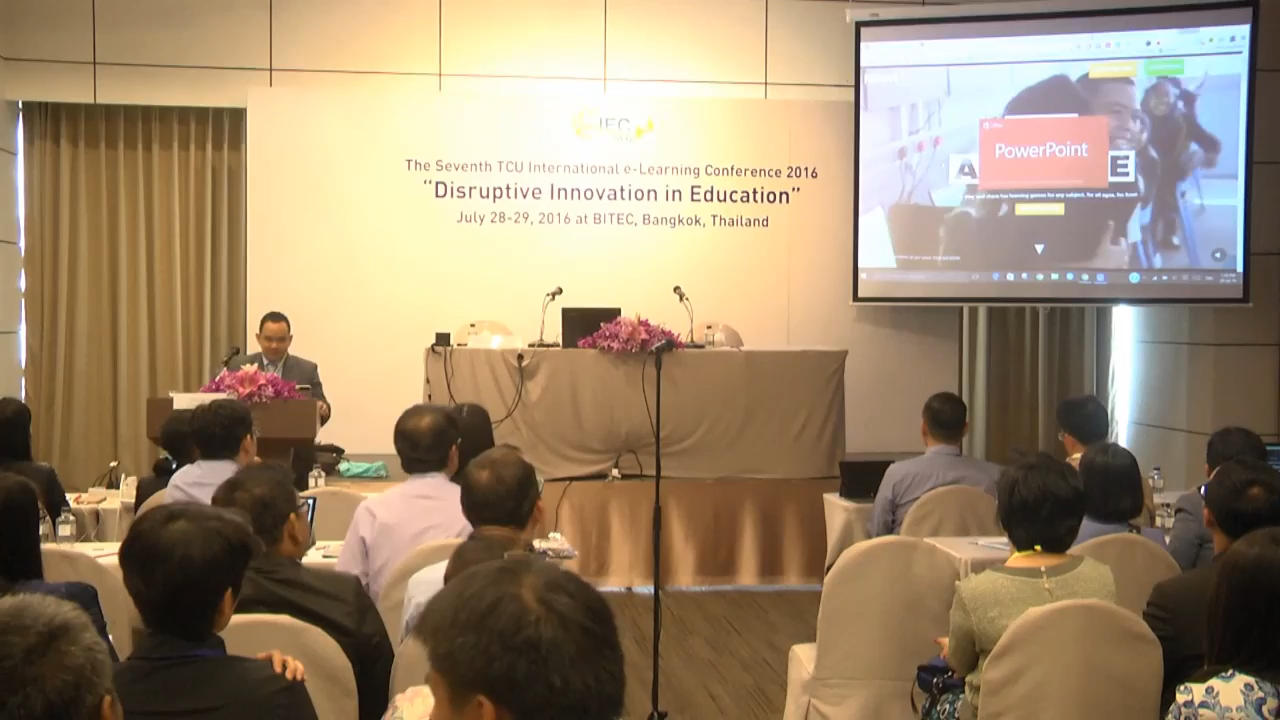 IEC
The Seventh TCU International e-Learning Conference 2016
“Disruptive Innovation in Education”
July 28-29, 2016 at BITEC, Bangkok, Thailand
PowerPoint
A E